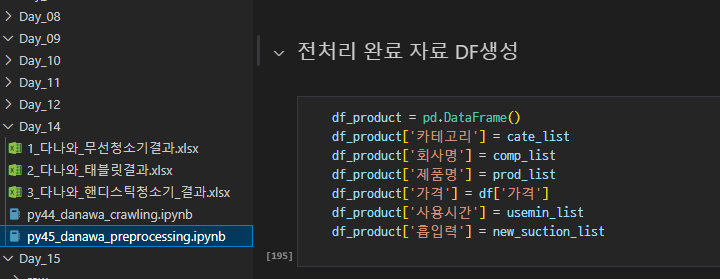 Day_08
Day_09
Day_10
Day_11
Day_12
Day_14
1_다나와_무선청소기결과.xlsx
2_다나와_태블릿결과.xlsx
3_다나와_핸디스틱청소기_결과.xlsx
py44_danawa_crawling.ipynb
py45_danawa_preprocessing.ipynb
Day_15
전처리 완료 자료 DF생성
df_product = pd.DataFrame()
df_product['카테고리'] = cate_list
df_product['회사명'] = comp_list
df_product['제품명'] = prod_list
df_product['가격'] = df['가격']
df_product['사용시간'] = usemin_list
df_product['흡입력'] = new_suction_list
[195]